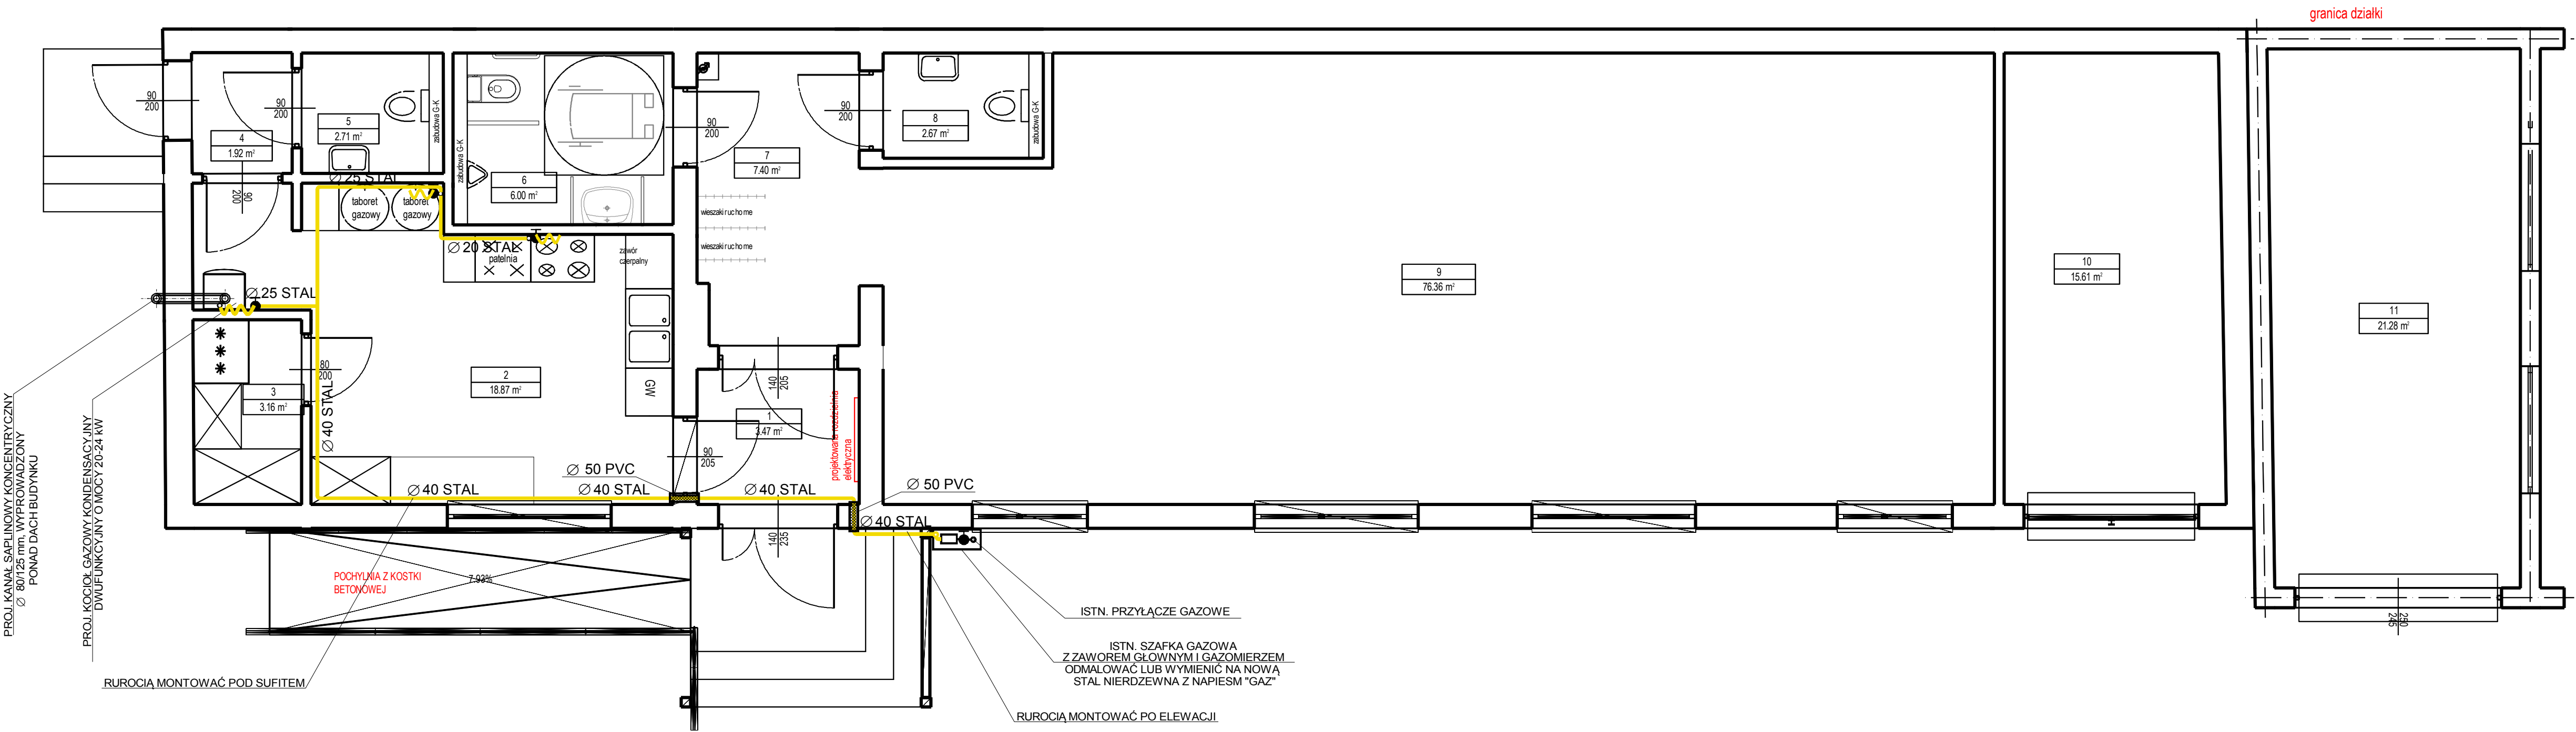 granica działki
90
200
90
200
4
1.92 m²
5
2.71 m²
zabudowa G-K
zabudowa G-K
6
6.00 m²
90
200
7
7.40 m²
90
200
8
2.67 m²
zabudowa G-K
90
200
∅ 25 STAL
taboret
gazowy
taboret
gazowy
wieszaki ruchome
wieszaki ruchome
∅ 20 STAL
patelnia
zawór
czerpalny
9
76.36 m²
10
15.61 m²
11
21.28 m²
∅ 25 STAL
80
200
2
18.87 m²
GW
3
3.16 m²
∅ 40 STAL
140
205
1
3.47 m²
projektowana rozdzielnia
elektryczna
90
205
∅ 50 PVC
∅ 40 STAL
∅ 40 STAL
∅ 40 STAL
∅ 50 PVC
∅ 40 STAL
140
235
POCHYLNIA Z KOSTKI
BETONOWEJ
7.93%
250
245
PROJ. KANAŁ SAPLINOWY KONCENTRYCZNY
∅ 80/125 mm, WYPROWADZONY
PONAD DACH BUDYNKU
PROJ. KOCIOŁ GAZOWY KONDENSACYJNY
DWUFUNKCYJNY O MOCY 20-24 kW
RUROCIĄ MONTOWAĆ POD SUFITEM
ISTN. PRZYŁĄCZE GAZOWE
ISTN. SZAFKA GAZOWA
Z ZAWOREM GŁOWNYM I GAZOMIERZEM
ODMALOWAĆ LUB WYMIENIĆ NA NOWĄ
STAL NIERDZEWNA Z NAPIESM "GAZ"
RUROCIĄ MONTOWAĆ PO ELEWACJI